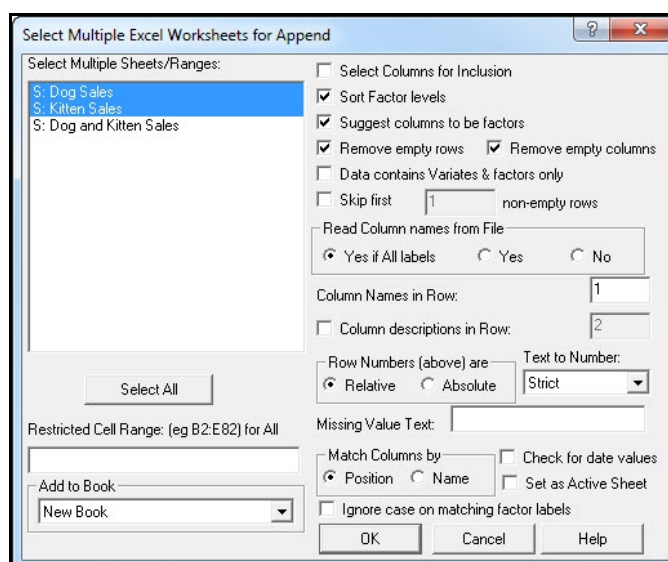 Select Multiple Excel Worksheets for Append
Select Multiple Sheets/Ranges:
S: Dog Sales
S: Kitten Sales
S: Dog and Kitten Sales
Select All
Restricted Cell Range: (eg B2:E82) for All
Add to Book
New Book
Select Columns for Inclusion
Sort Factor levels
Suggest columns to be factors
Remove empty rows Remove empty columns
Data contains Variates & factors only
Skip first 1 non-empty rows
Read Column names from File
Yes if All labels Yes No
Column Names in Row: 1
Column descriptions in Row: 2
Row Numbers (above) are Text to Number:
Relative Absolute Strict
Missing Value Text:
Match Columns by Check for date values
Position Name Set as Active Sheet
Ignore case on matching factor labels
OK Cancel Help